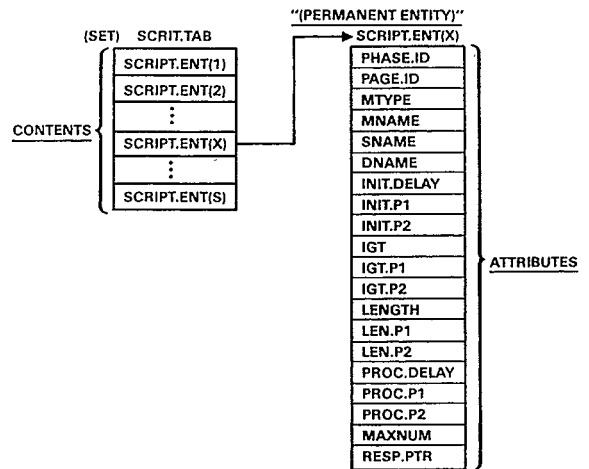 "(PERMANENT ENTITY)"
(SET) SCRIT.TAB
SCRIPT.ENT(X)
SCRIPT.ENT(1)
SCRIPT.ENT(2)
CONTENTS
SCRIPT.ENT(X)
SCRIPT.ENT(S)
PHASE.ID
PAGE.ID
MTYPE
MNAME
SNAME
DNAME
INIT.DELAY
INIT.P1
INIT.P2
IGT
IGT.P1
IGT.P2
LENGTH
LEN.P1
LEN.P2
PROC.DELAY
PROC.P1
PROC.P2
MAXNUM
RESP.PTR
ATTRIBUTES